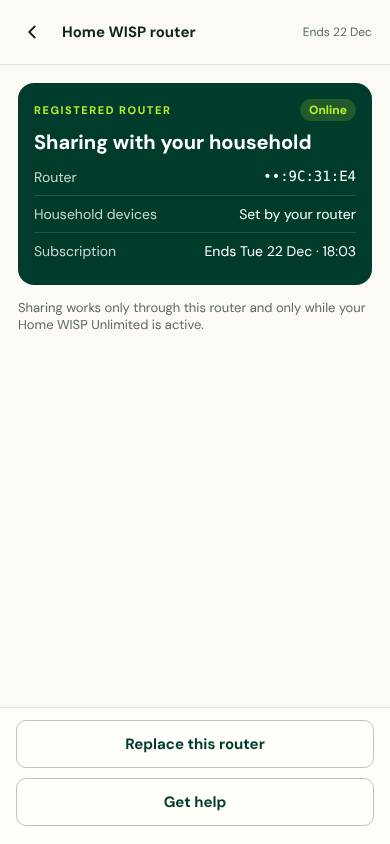 Home WISP router
Ends 22 Dec
REGISTERED ROUTER
Online
Sharing with your household
Router
••:9C:31:E4
Household devices
Set by your router
Subscription
Ends Tue 22 Dec · 18:03
Sharing works only through this router and only while your
Home WISP Unlimited is active.
Replace this router
Get help